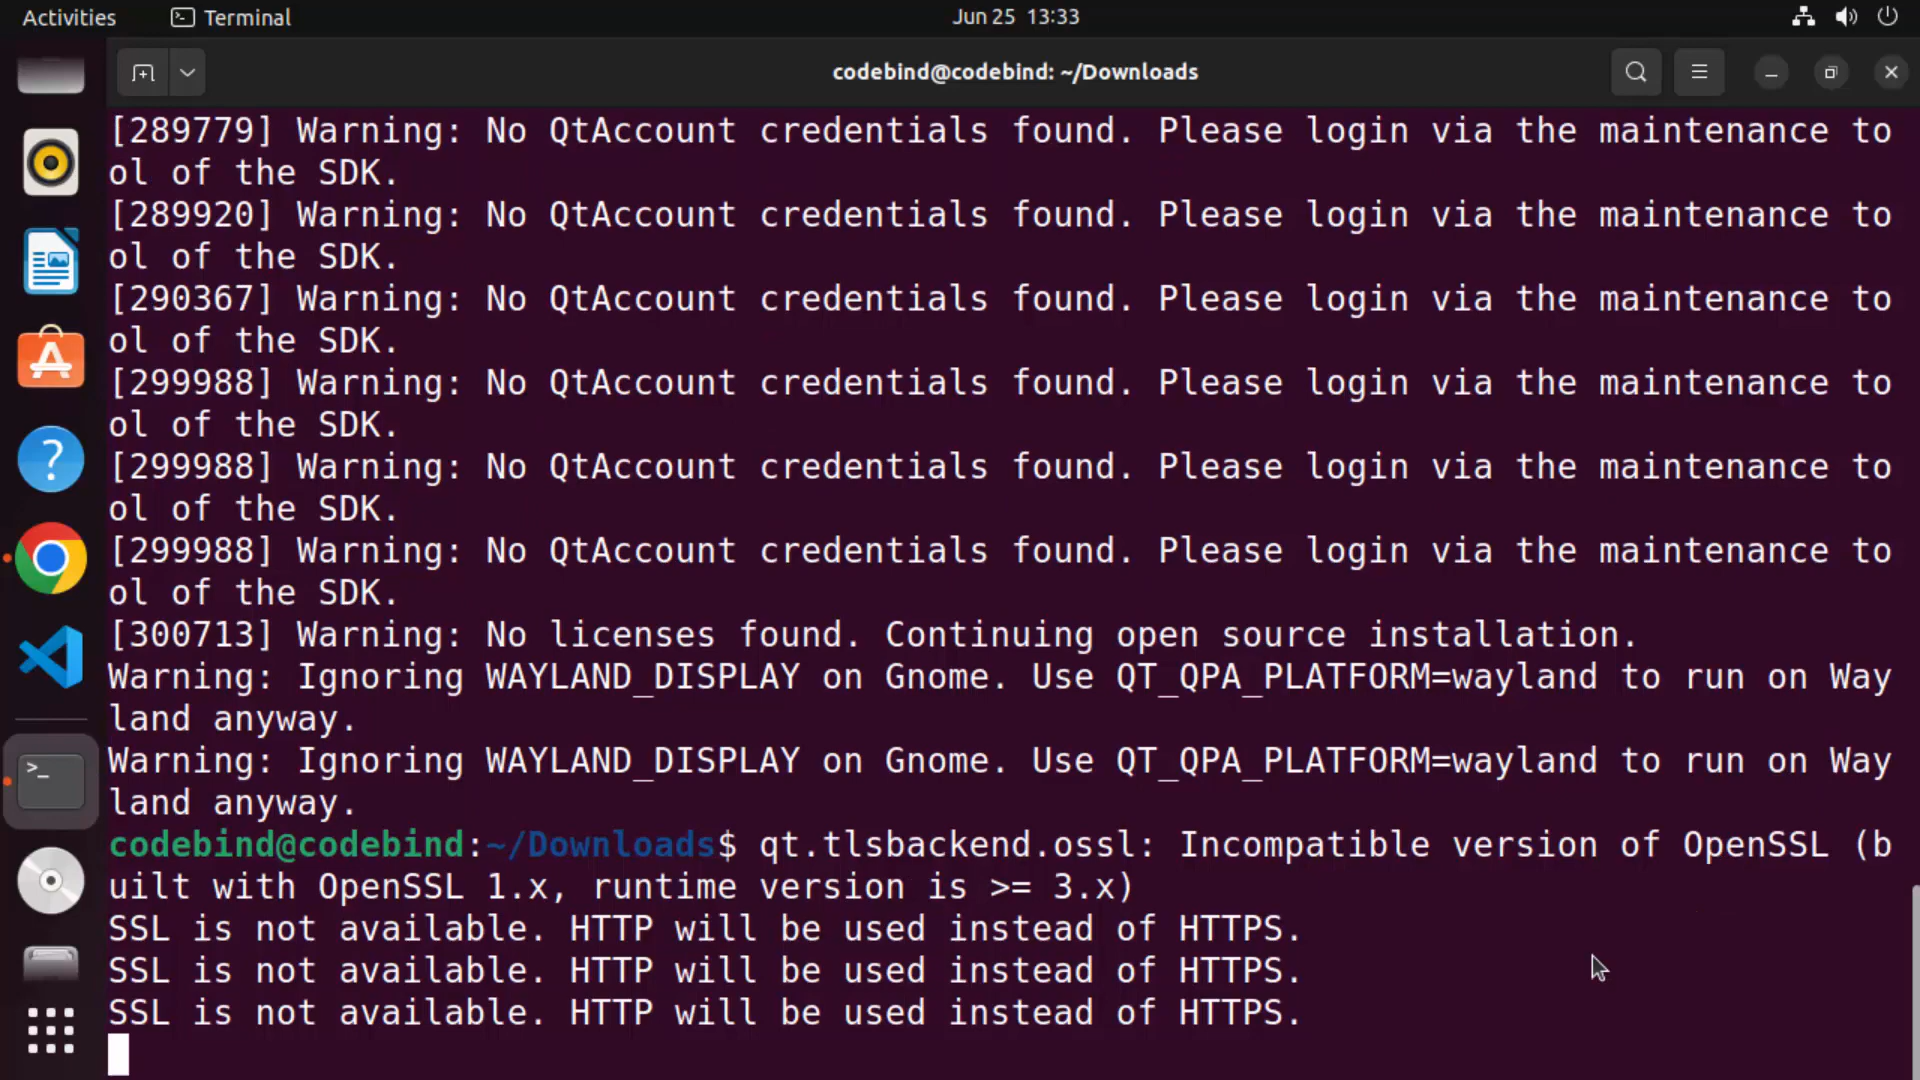 Activities
Terminal
Jun 25 13:33
codebind@codebind: ~/Downloads
[289779] Warning: No QtAccount credentials found. Please login via the maintenance to
ol of the SDK.
[289920] Warning: No QtAccount credentials found. Please login via the maintenance to
ol of the SDK.
[290367] Warning: No QtAccount credentials found. Please login via the maintenance to
ol of the SDK.
[299988] Warning: No QtAccount credentials found. Please login via the maintenance to
ol of the SDK.
[299988] Warning: No QtAccount credentials found. Please login via the maintenance to
ol of the SDK.
[299988] Warning: No QtAccount credentials found. Please login via the maintenance to
ol of the SDK.
[300713] Warning: No licenses found. Continuing open source installation.
Warning: Ignoring WAYLAND_DISPLAY on Gnome. Use QT_QPA_PLATFORM=wayland to run on Way
land anyway.
Warning: Ignoring WAYLAND_DISPLAY on Gnome. Use QT_QPA_PLATFORM=wayland to run on Way
land anyway.
codebind@codebind:~/Downloads$ qt.tlsbackend.ossl: Incompatible version of OpenSSL (b
uilt with OpenSSL 1.x, runtime version is >= 3.x)
SSL is not available. HTTP will be used instead of HTTPS.
SSL is not available. HTTP will be used instead of HTTPS.
SSL is not available. HTTP will be used instead of HTTPS.